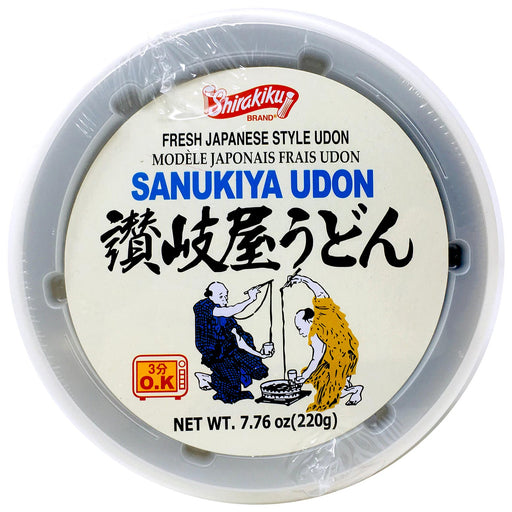 Shirakiku
BRAND®
FRESH JAPANESE STYLE UDON
MODÈLE JAPONAIS FRAIS UDON
SANUKIYA UDON
讃岐屋うどん
3分
O.K
NET WT. 7.76 oz(220g)